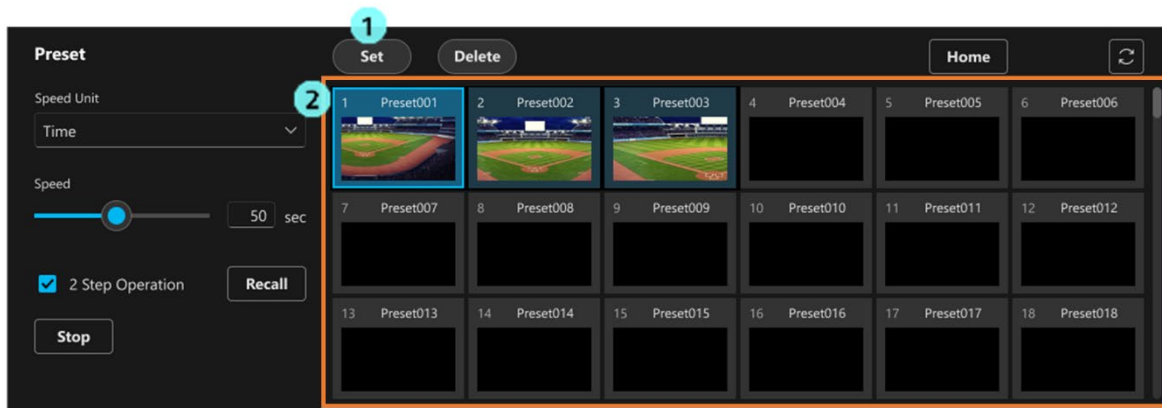 1
Preset
Set
Delete
Home
Speed Unit
Time
Speed
50 sec
2 Step Operation
Recall
Stop
2
1 Preset001
2 Preset002
3 Preset003
4 Preset004
5 Preset005
6 Preset006
7 Preset007
8 Preset008
9 Preset009
10 Preset010
11 Preset011
12 Preset012
13 Preset013
14 Preset014
15 Preset015
16 Preset016
17 Preset017
18 Preset018